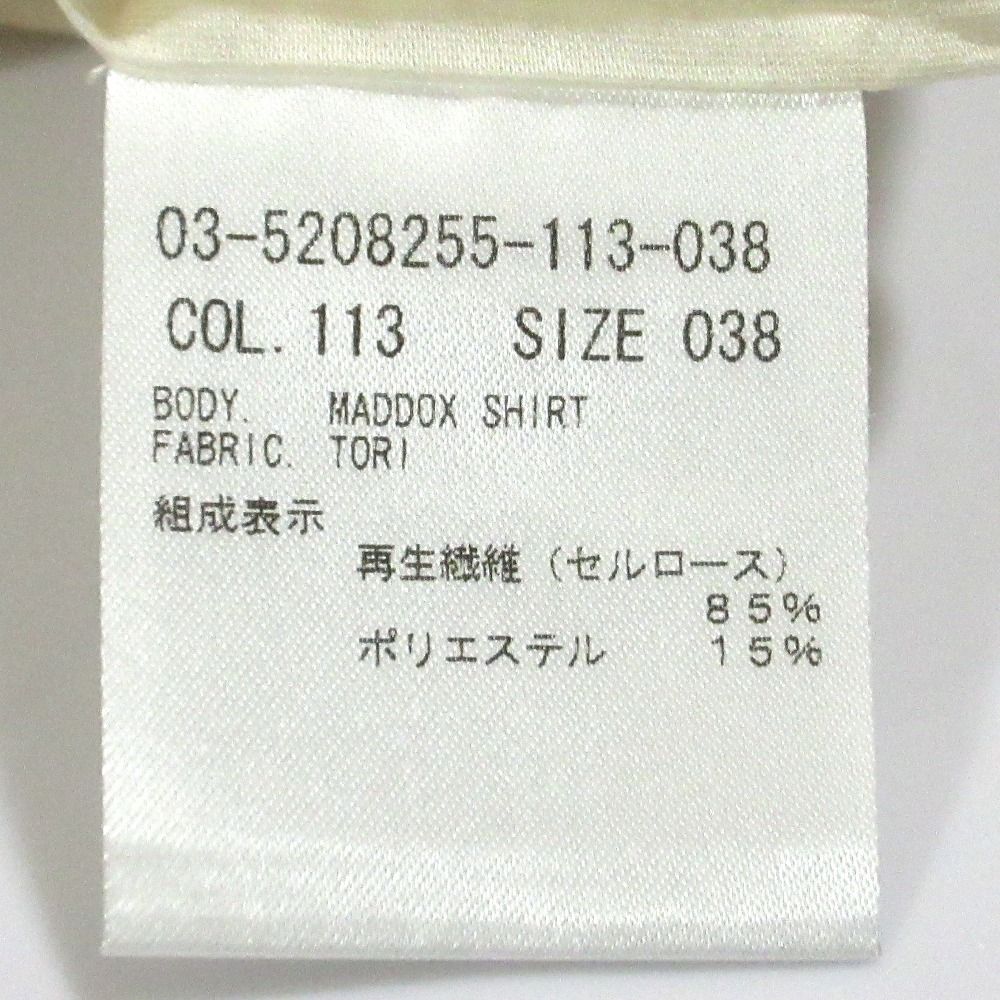 03-5208255-113-038
COL. 113 SIZE 038
BODY. MADDOX SHIRT
FABRIC. TORI
組成表示
再生繊維（セルロース）
８５％
ポリエステル １５％